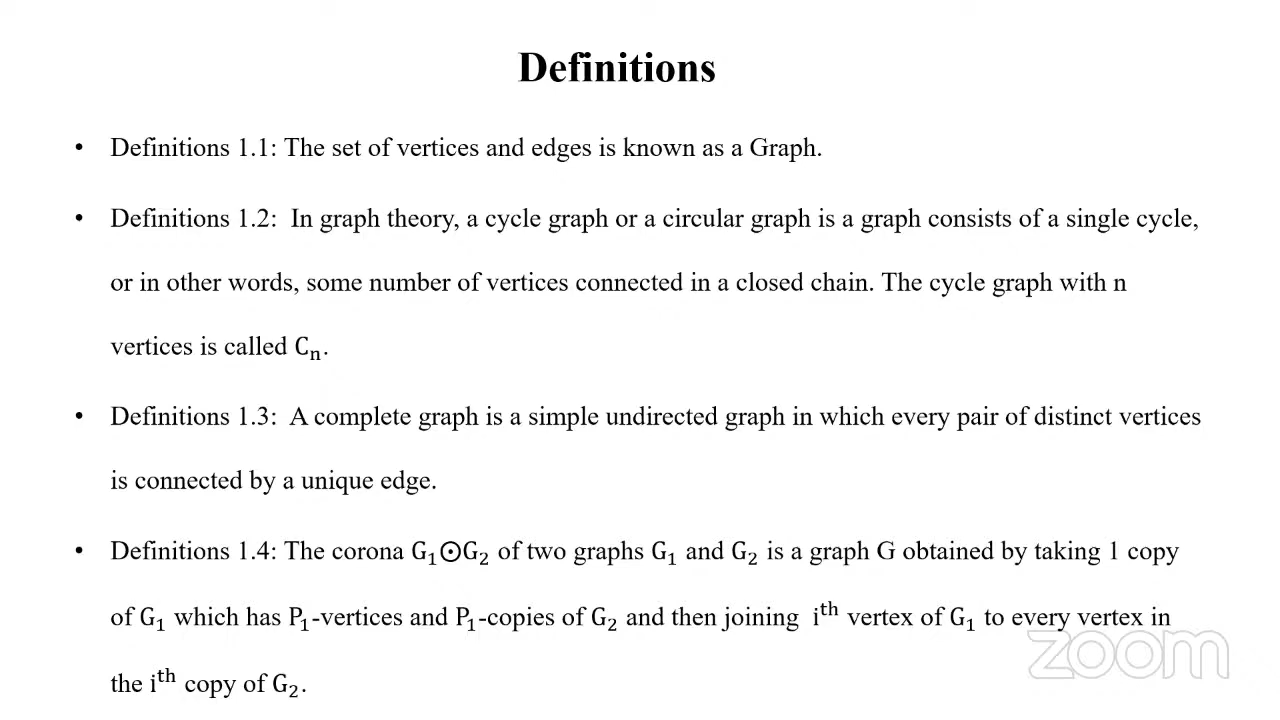 Definitions
• Definitions 1.1: The set of vertices and edges is known as a Graph.
• Definitions 1.2: In graph theory, a cycle graph or a circular graph is a graph consists of a single cycle,
or in other words, some number of vertices connected in a closed chain. The cycle graph with n
vertices is called Cₙ.
• Definitions 1.3: A complete graph is a simple undirected graph in which every pair of distinct vertices
is connected by a unique edge.
• Definitions 1.4: The corona G₁⨀G₂ of two graphs G₁ and G₂ is a graph G obtained by taking 1 copy
of G₁ which has P₁-vertices and P₁-copies of G₂ and then joining iᵗʰ vertex of G₁ to every vertex in
the iᵗʰ copy of G₂.
zoom